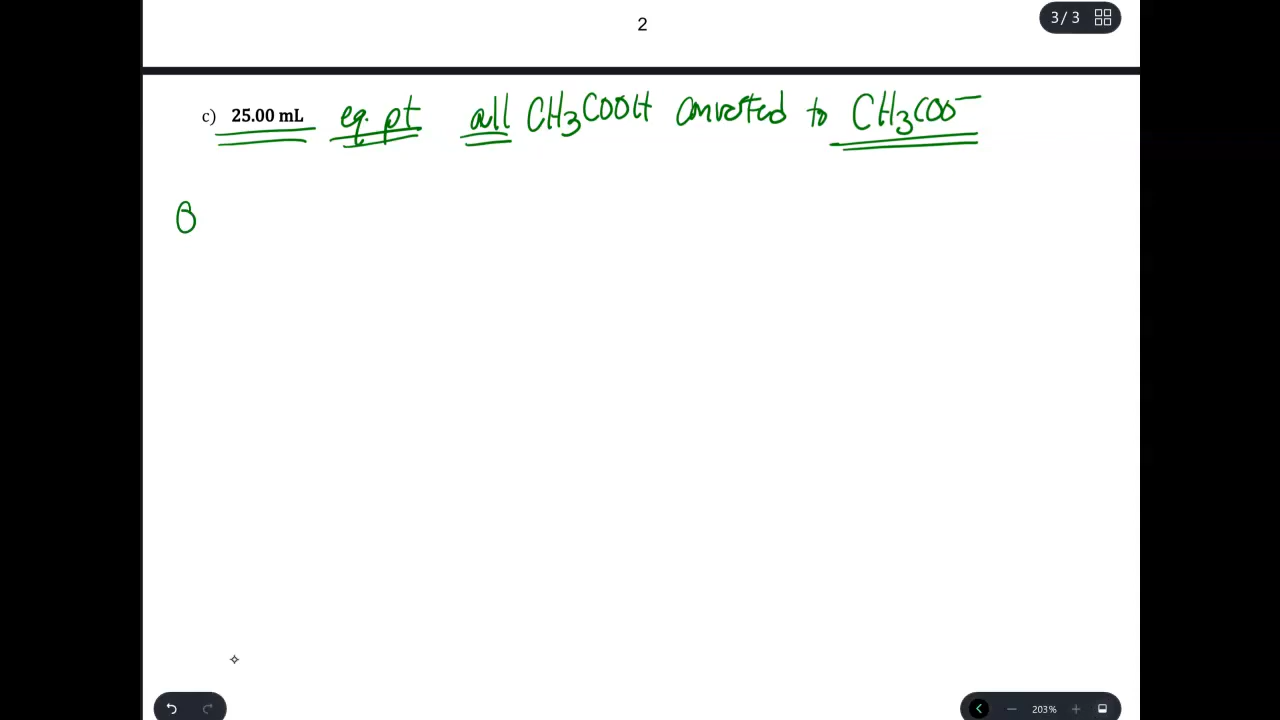 3/3
2
c) 25.00 mL eq. pt all CH₃COOH converted to CH₃COO⁻
B
203%